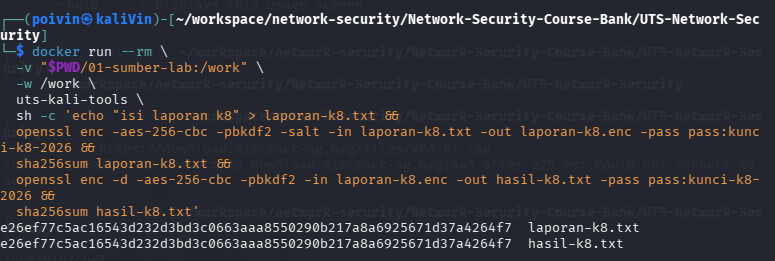 ┌──(poivin㉿kaliVin)-[~/workspace/network-security/Network-Security-Course-Bank/UTS-Network-Sec
urity]
└─$ docker run --rm \
  -v "$PWD/01-sumber-lab:/work" \
  -w /work \
  uts-kali-tools \
  sh -c 'echo "isi laporan k8" > laporan-k8.txt &&
  openssl enc -aes-256-cbc -pbkdf2 -salt -in laporan-k8.txt -out laporan-k8.enc -pass pass:kunc
i-k8-2026 &&
  sha256sum laporan-k8.txt &&
  openssl enc -d -aes-256-cbc -pbkdf2 -in laporan-k8.enc -out hasil-k8.txt -pass pass:kunci-k8-
2026 &&
  sha256sum hasil-k8.txt'
e26ef77c5ac16543d232d3bd3c0663aaa8550290b217a8a6925671d37a4264f7  laporan-k8.txt
e26ef77c5ac16543d232d3bd3c0663aaa8550290b217a8a6925671d37a4264f7  hasil-k8.txt